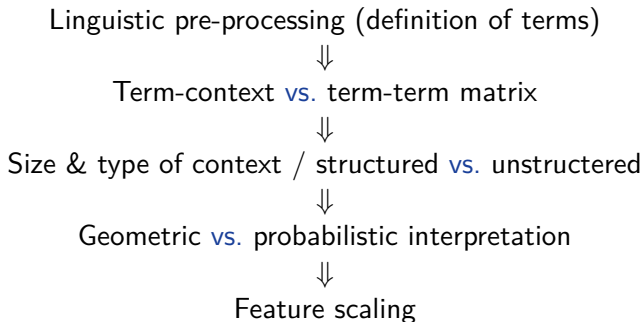 Linguistic pre-processing (definition of terms)
⇓
Term-context vs. term-term matrix
⇓
Size & type of context / structured vs. unstructered
⇓
Geometric vs. probabilistic interpretation
⇓
Feature scaling